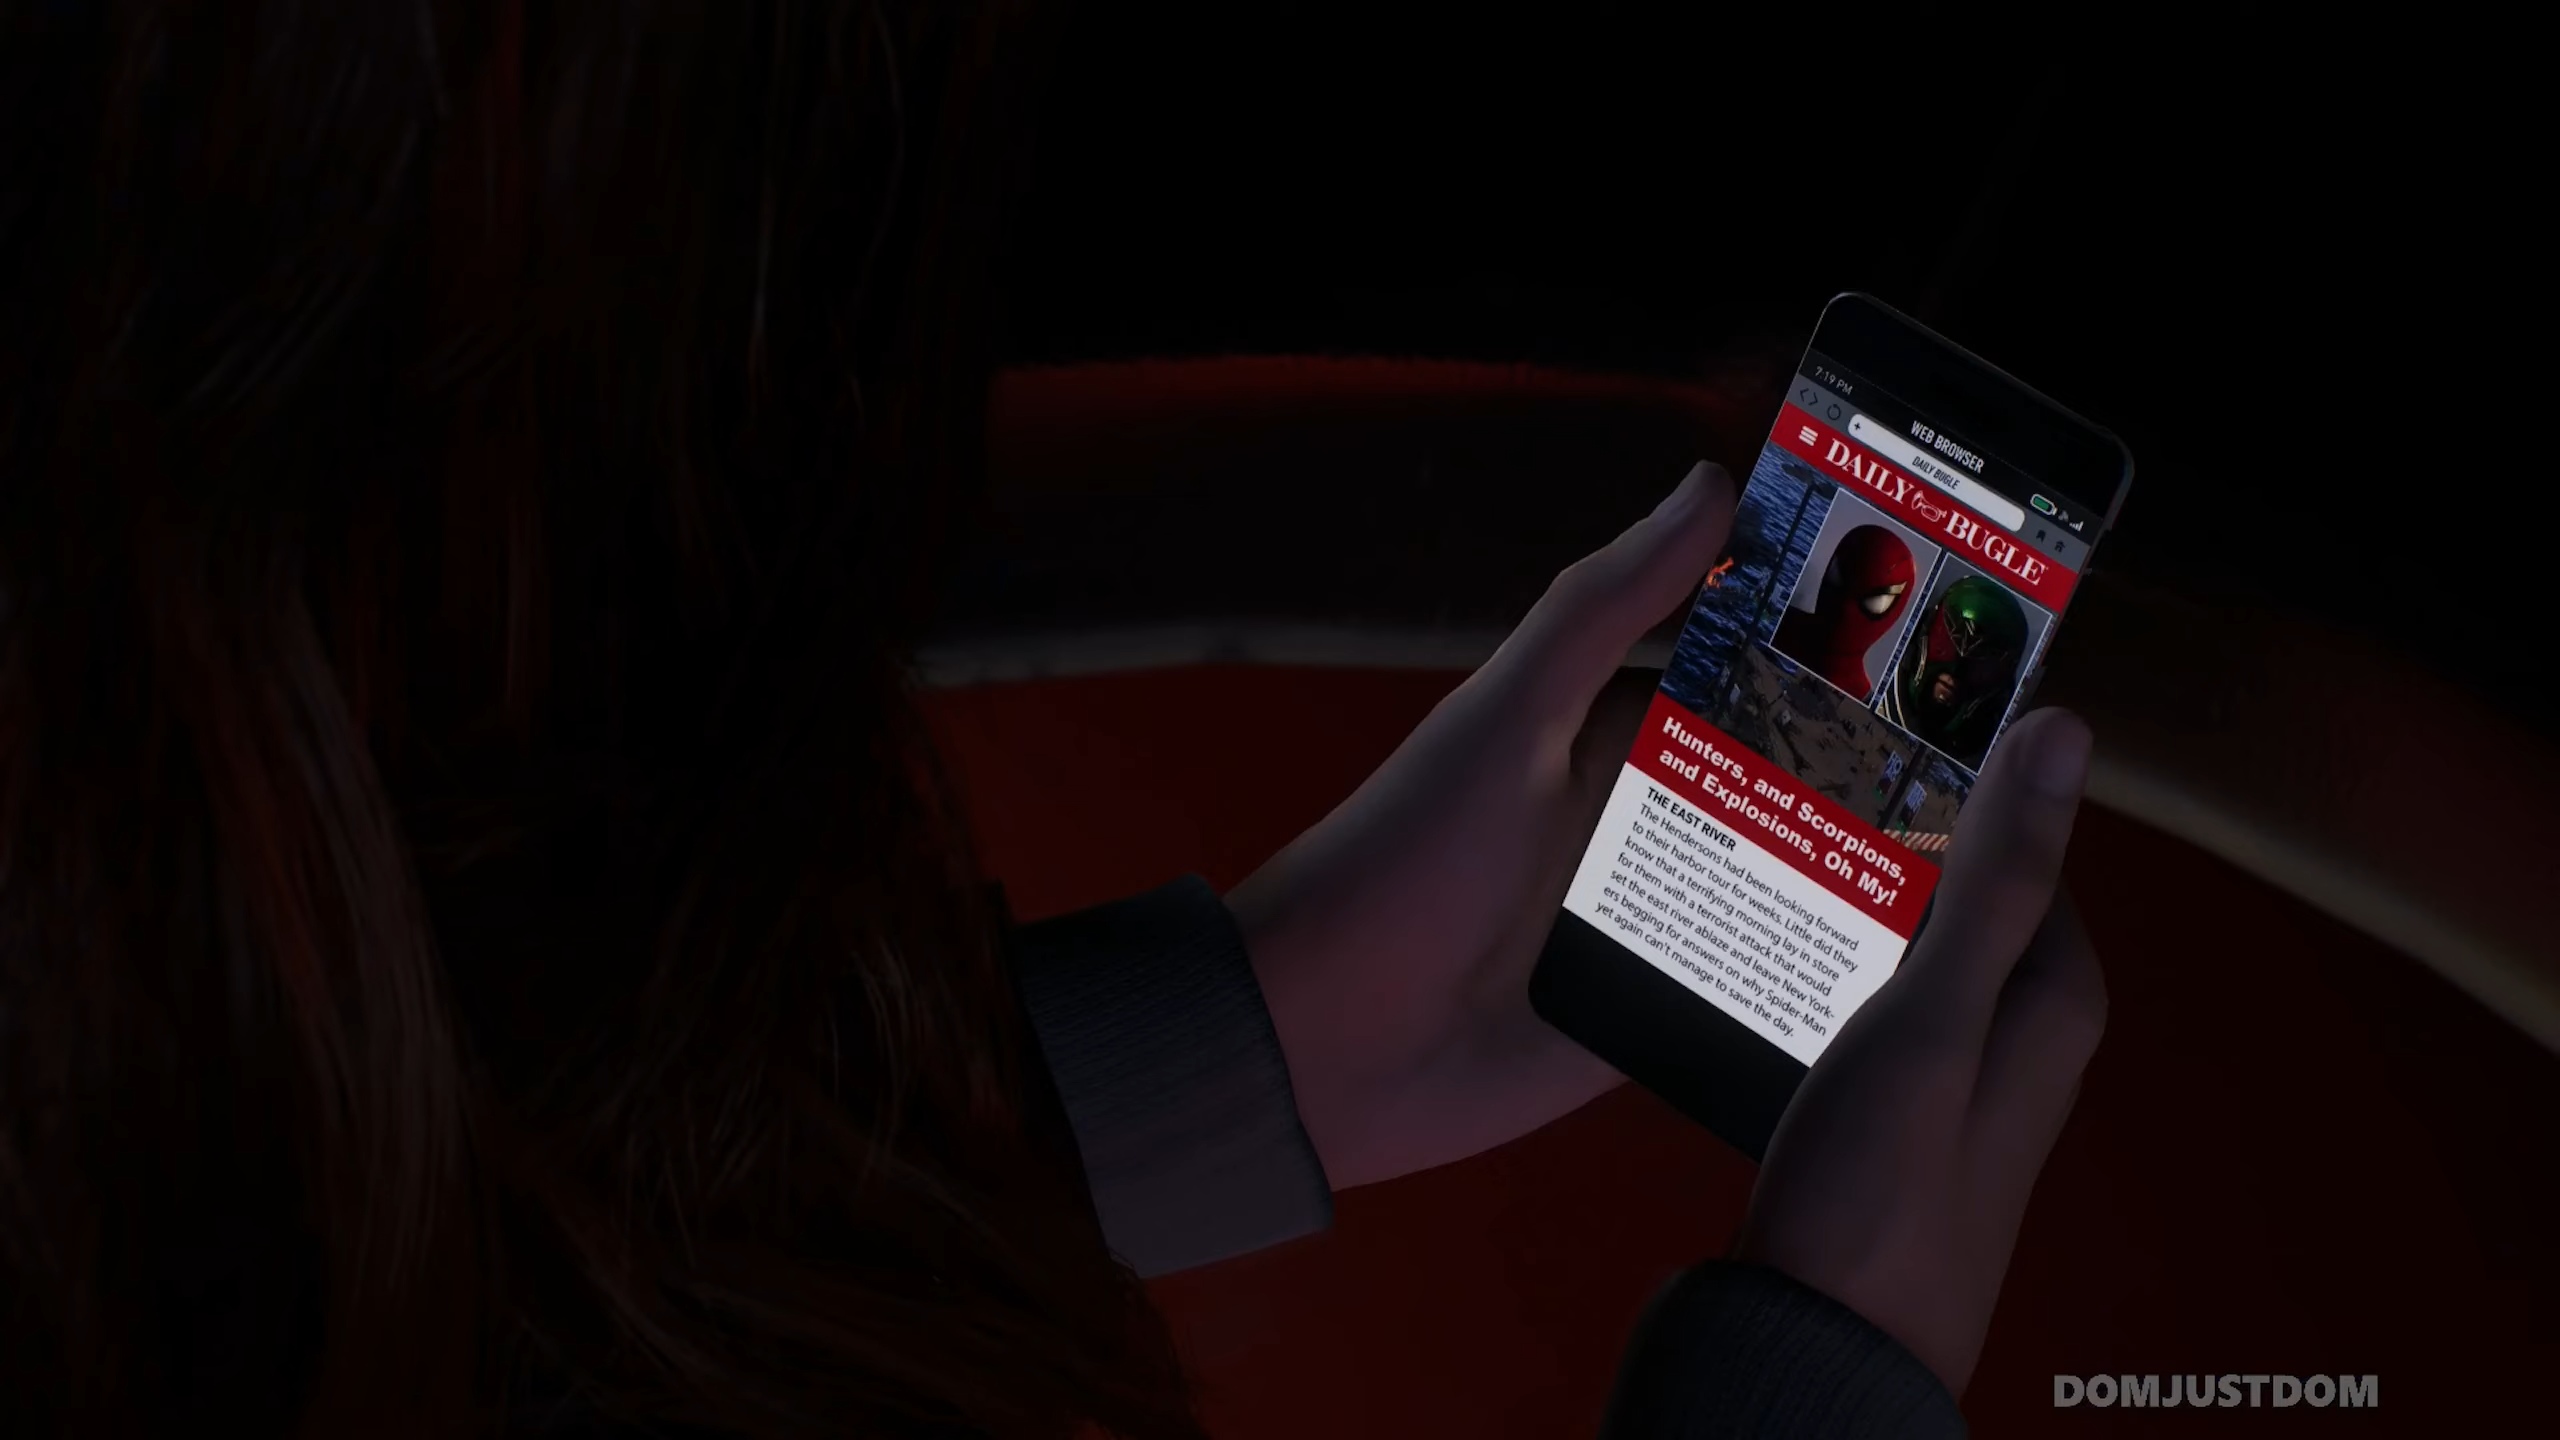 7:19 PM
WEB BROWSER
DAILY BUGLE
DAILY BUGLE
Hunters, and Scorpions,
and Explosions, Oh My!
THE EAST RIVER
The Hendersons had been looking forward
to their harbor tour for weeks. Little did they
know that a terrifying morning lay in store
for them with a terrorist attack that would
set the east river ablaze and leave New York-
ers begging for answers on why Spider-Man
yet again can't manage to save the day.
DOMJUSTDOM